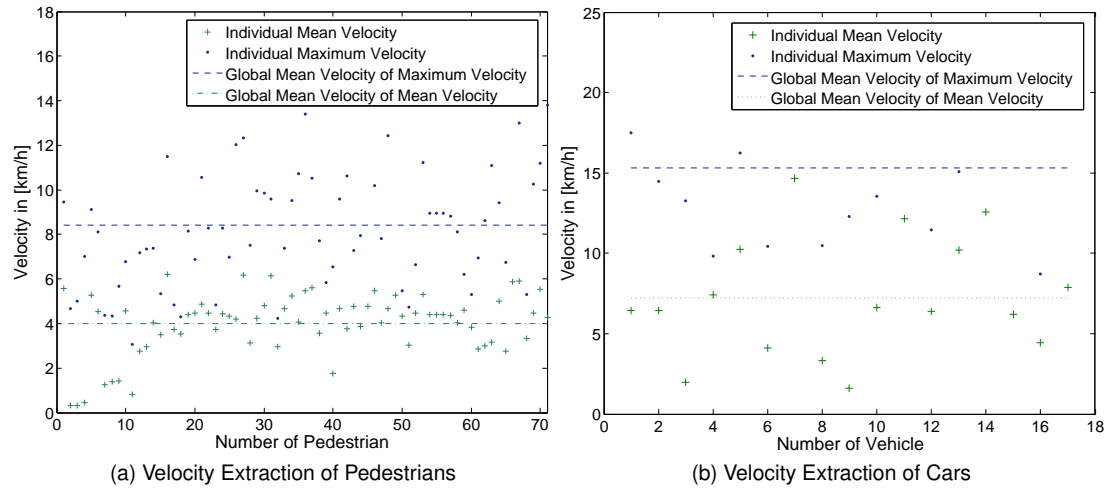 18
16
14
12
10
8
6
4
2
0
Velocity in [km/h]
Individual Mean Velocity
Individual Maximum Velocity
Global Mean Velocity of Maximum Velocity
Global Mean Velocity of Mean Velocity
0 10 20 30 40 50 60 70
Number of Pedestrian
(a) Velocity Extraction of Pedestrians
25
20
15
10
5
0
Velocity in [km/h]
Individual Mean Velocity
Individual Maximum Velocity
Global Mean Velocity of Maximum Velocity
Global Mean Velocity of Mean Velocity
0 2 4 6 8 10 12 14 16 18
Number of Vehicle
(b) Velocity Extraction of Cars